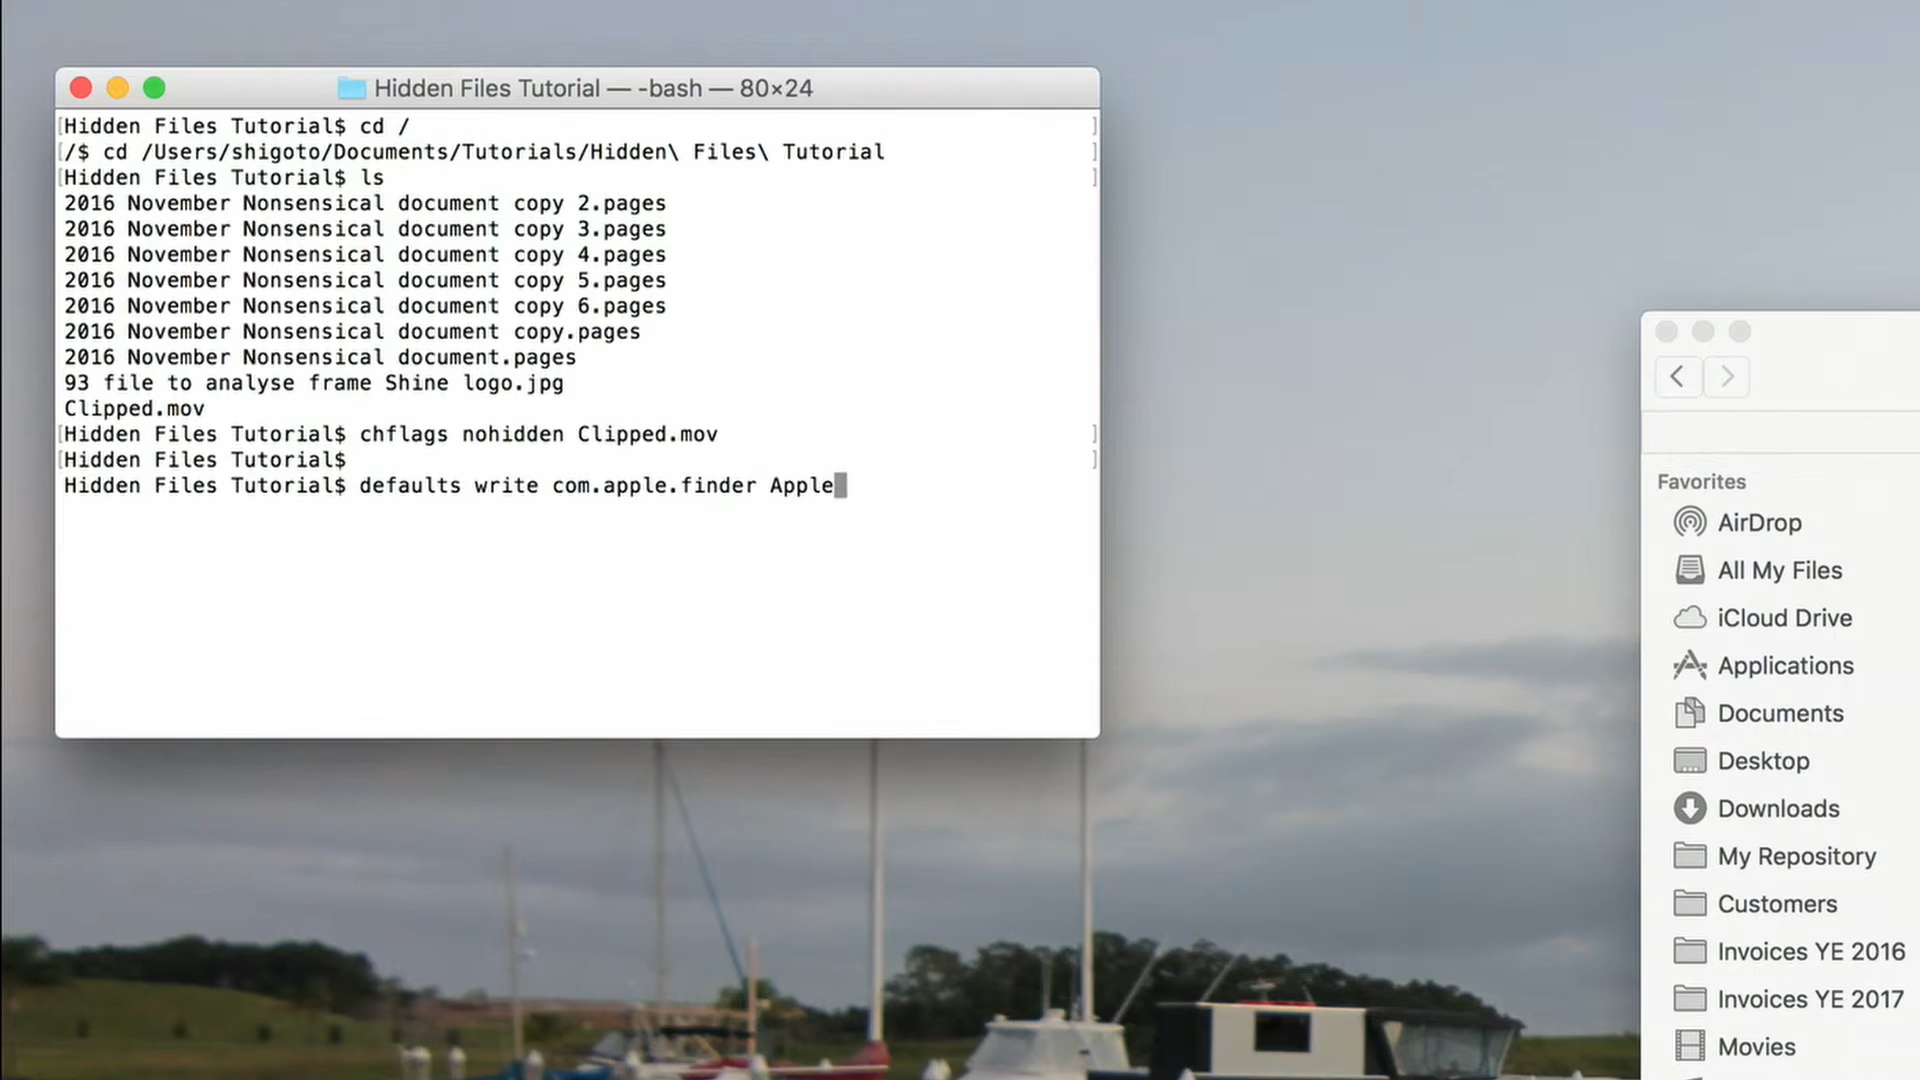 Hidden Files Tutorial — -bash — 80×24
Hidden Files Tutorial$ cd /
/$ cd /Users/shigoto/Documents/Tutorials/Hidden\ Files\ Tutorial
Hidden Files Tutorial$ ls
2016 November Nonsensical document copy 2.pages
2016 November Nonsensical document copy 3.pages
2016 November Nonsensical document copy 4.pages
2016 November Nonsensical document copy 5.pages
2016 November Nonsensical document copy 6.pages
2016 November Nonsensical document copy.pages
2016 November Nonsensical document.pages
93 file to analyse frame Shine logo.jpg
Clipped.mov
Hidden Files Tutorial$ chflags nohidden Clipped.mov
Hidden Files Tutorial$
Hidden Files Tutorial$ defaults write com.apple.finder Apple
Favorites
AirDrop
All My Files
iCloud Drive
Applications
Documents
Desktop
Downloads
My Repository
Customers
Invoices YE 2016
Invoices YE 2017
Movies